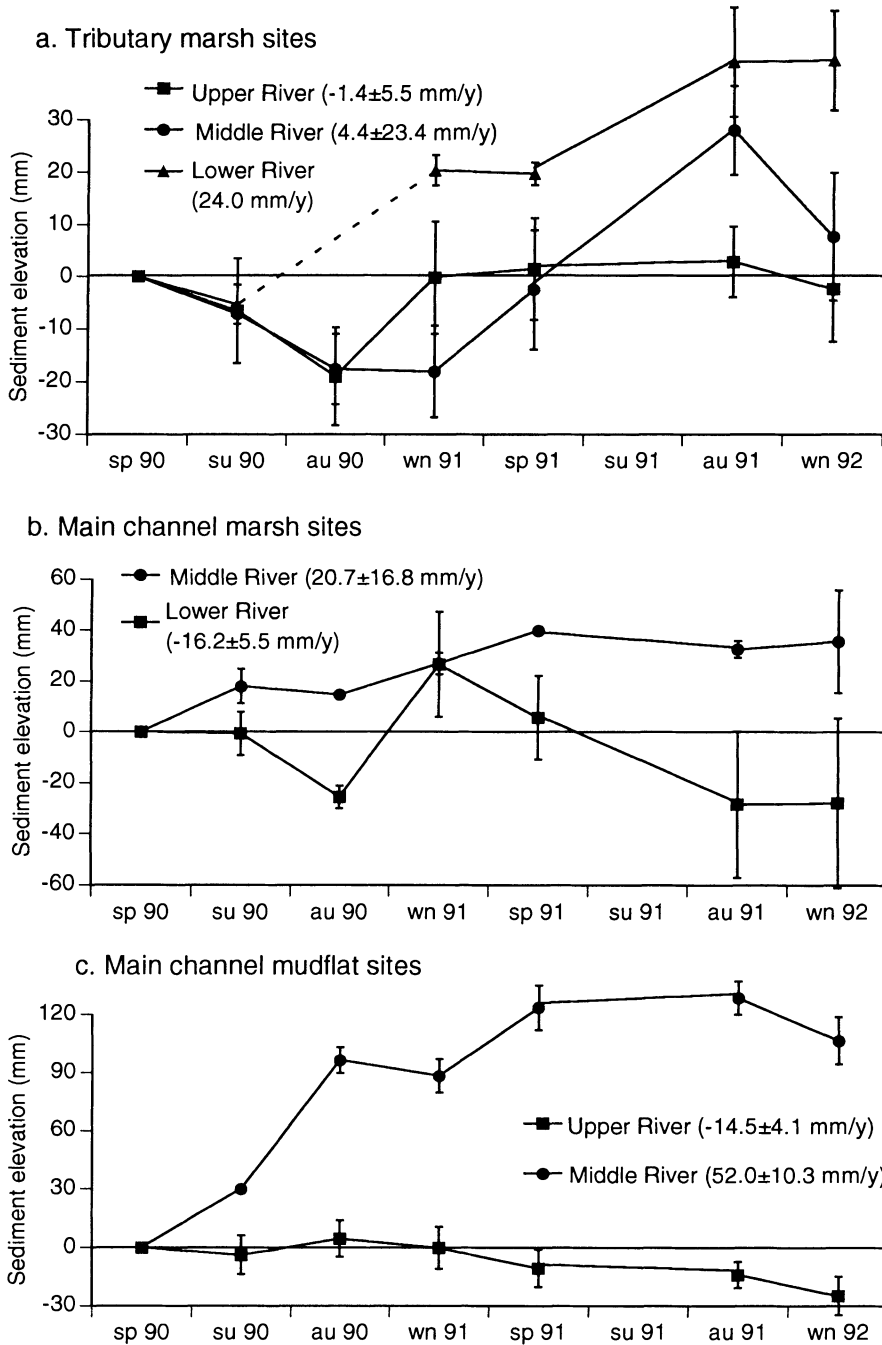 a. Tributary marsh sites
Upper River (-1.4±5.5 mm/y)
Middle River (4.4±23.4 mm/y)
Lower River
(24.0 mm/y)
Sediment elevation (mm)
30
20
10
0
-10
-20
-30
sp 90 su 90 au 90 wn 91 sp 91 su 91 au 91 wn 92
b. Main channel marsh sites
Middle River (20.7±16.8 mm/y)
Lower River
(-16.2±5.5 mm/y)
Sediment elevation (mm)
60
40
20
0
-20
-40
-60
sp 90 su 90 au 90 wn 91 sp 91 su 91 au 91 wn 92
c. Main channel mudflat sites
Sediment elevation (mm)
120
90
60
30
0
-30
Upper River (-14.5±4.1 mm/y)
Middle River (52.0±10.3 mm/y)
sp 90 su 90 au 90 wn 91 sp 91 su 91 au 91 wn 92